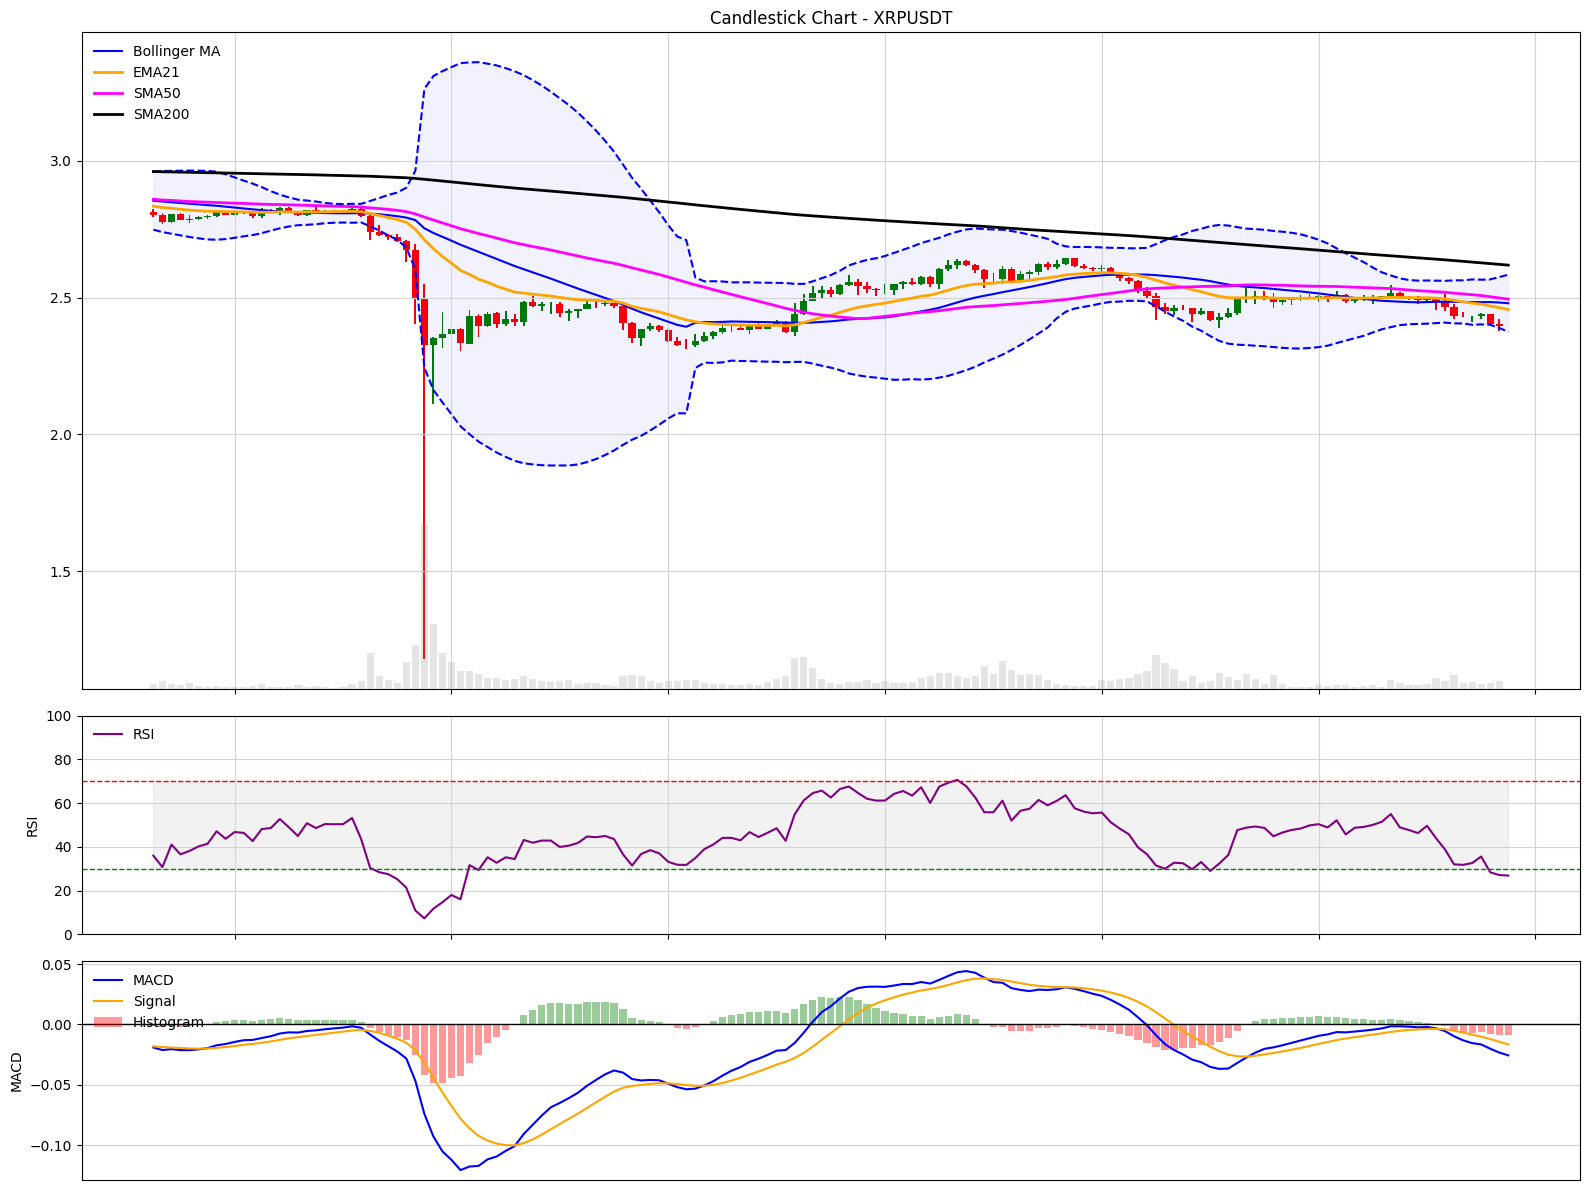 Candlestick Chart - XRPUSDT
Bollinger MA
EMA21
SMA50
SMA200
3.0
2.5
2.0
1.5
RSI
100
80
60
40
20
0
RSI
MACD
Signal
Histogram
0.05
0.00
−0.05
−0.10
MACD